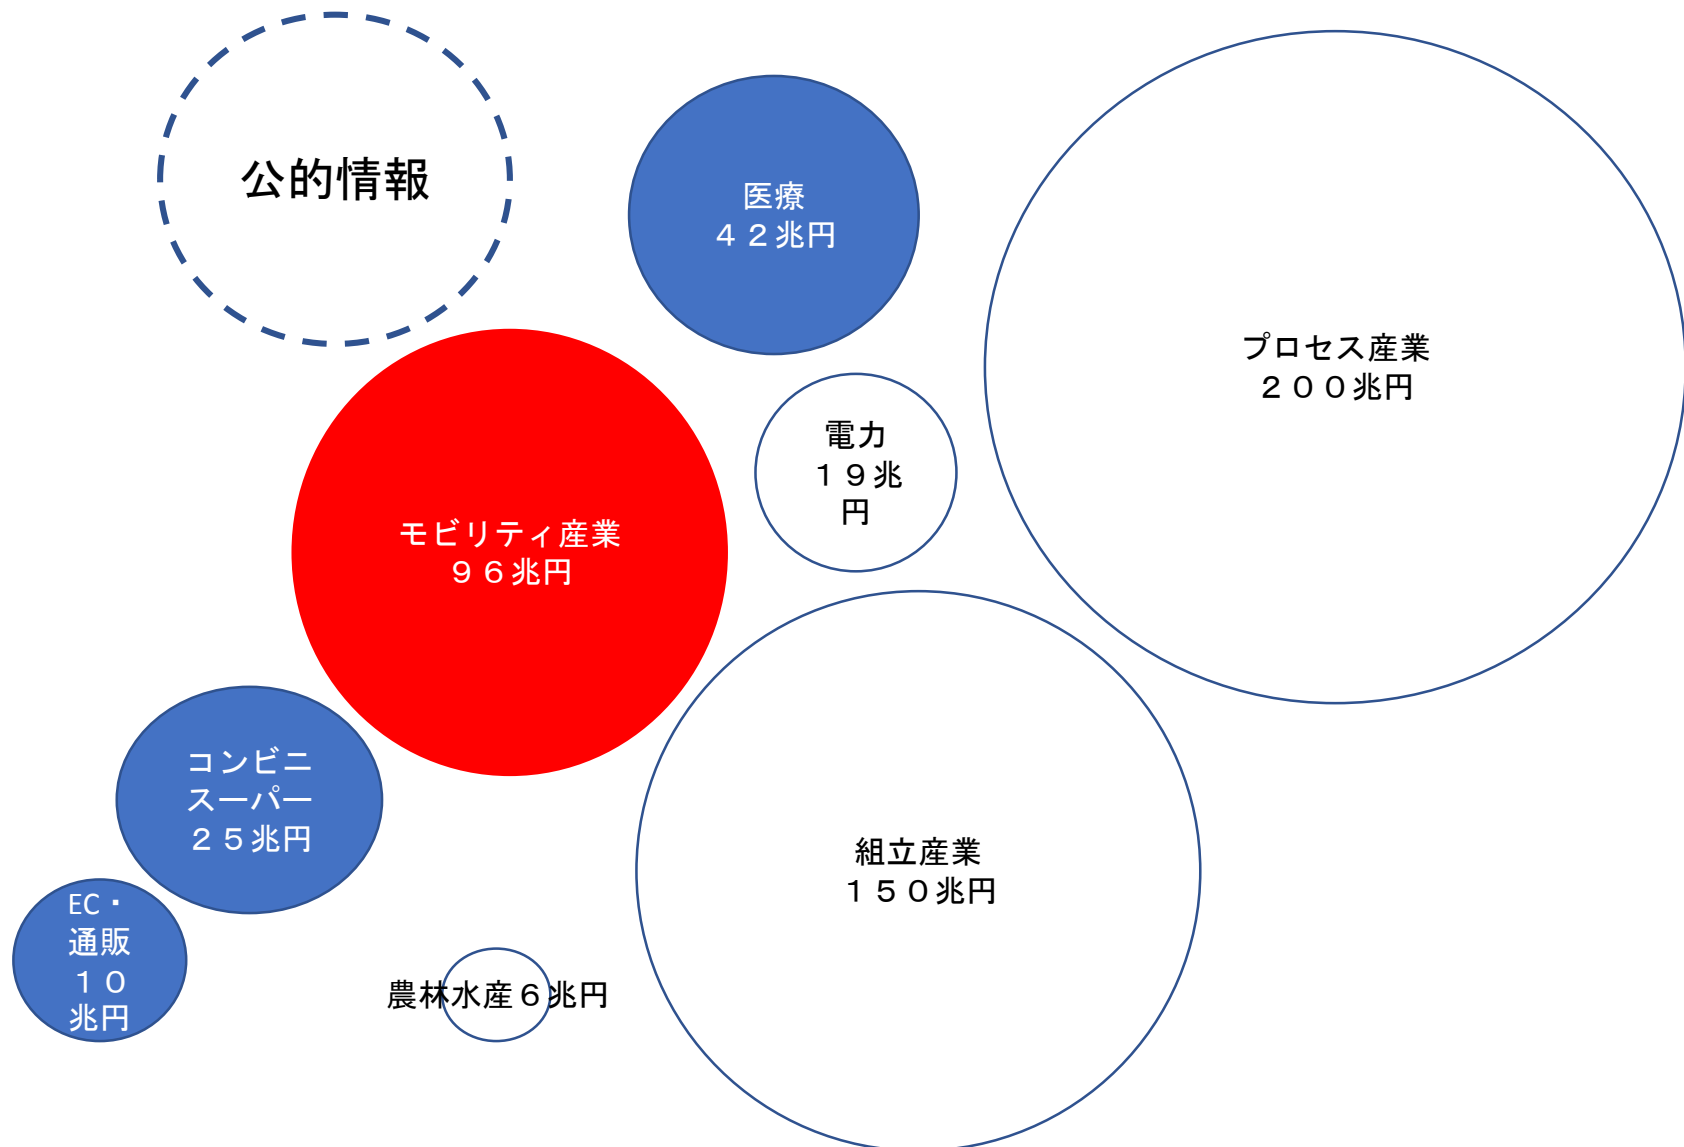 公的情報
医療
４２兆円
プロセス産業
２００兆円
電力
１９兆
円
モビリティ産業
９６兆円
コンビニ
スーパー
２５兆円
組立産業
１５０兆円
EC・
通販
１０
兆円
農林水産６兆円